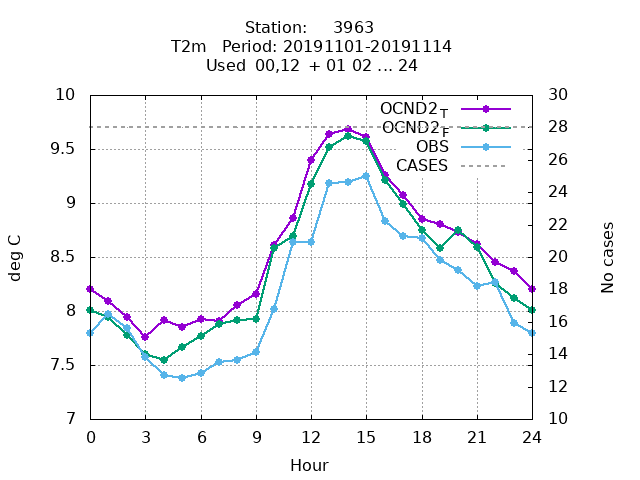 Station: 3963
T2m Period: 20191101-20191114
Used 00,12 + 01 02 ... 24
10 30
OCND2_T
OCND2_F 28
9.5 OBS
26
CASES
24
9
22
8.5 20
18
8
16
7.5 14
12
7 10
deg C
No cases
0 3 6 9 12 15 18 21 24
Hour